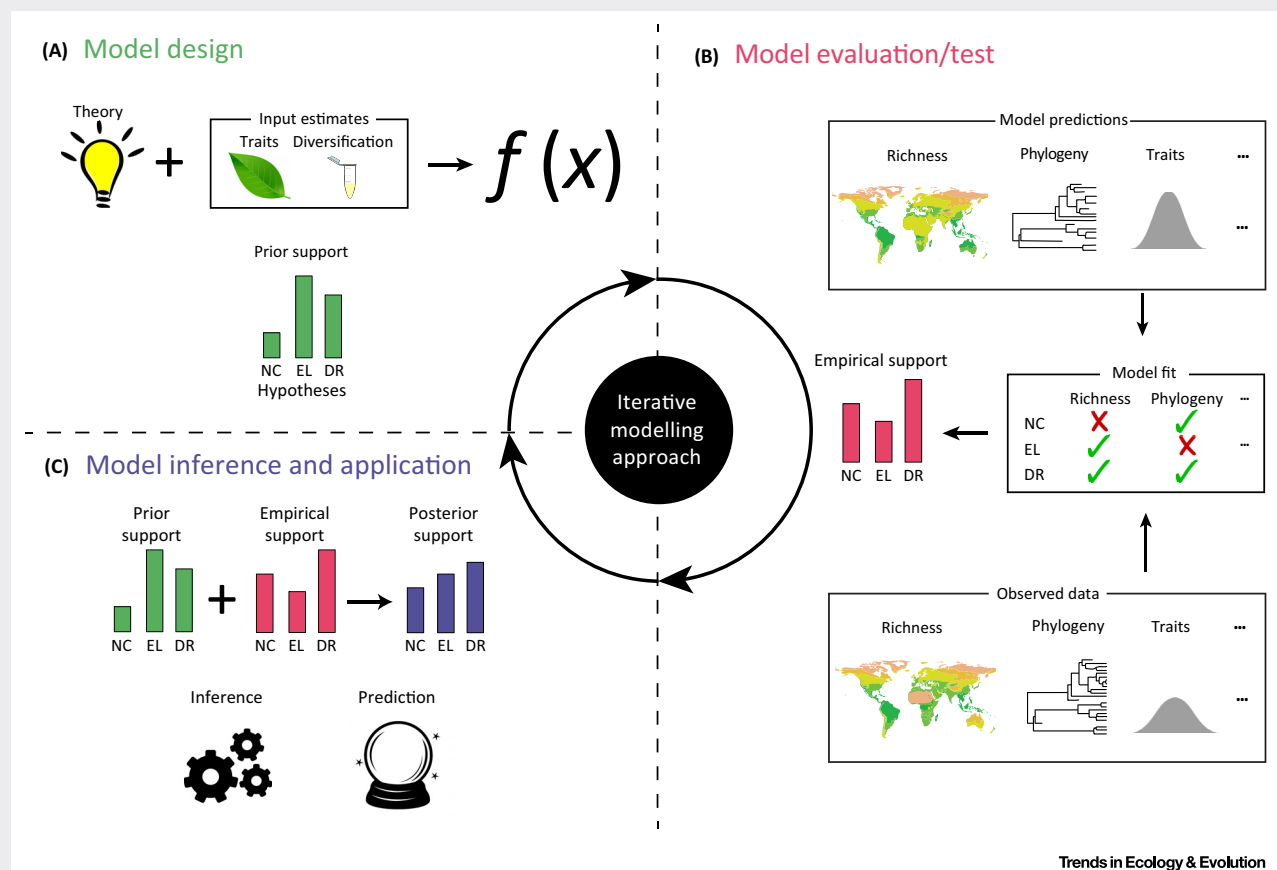 (A) Model design
Theory
+
Input estimates
Traits Diversification
f (x)
Prior support
NC EL DR
Hypotheses
(B) Model evaluation/test
Model predictions
Richness Phylogeny Traits ...
...
Empirical support
NC EL DR
Model fit
Richness Phylogeny ...
NC ✗ ✓
EL ✓ ✗ ...
DR ✓ ✓
Observed data
Richness Phylogeny Traits ...
...
Iterative
modelling
approach
(C) Model inference and application
Prior
support
NC EL DR
+
Empirical
support
NC EL DR
Posterior
support
NC EL DR
Inference
Prediction
Trends in Ecology & Evolution